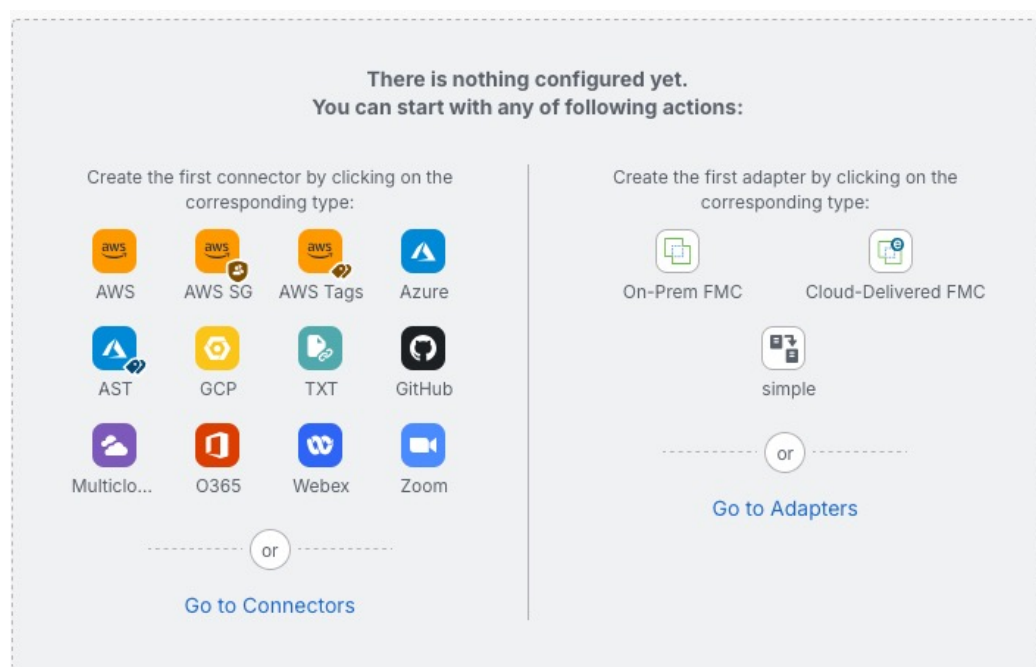 There is nothing configured yet.
You can start with any of following actions:
Create the first connector by clicking on the
corresponding type:
aws
AWS
aws
AWS SG
aws
AWS Tags
Azure
AST
GCP
TXT
GitHub
Multiclo...
O365
Webex
Zoom
or
Go to Connectors
Create the first adapter by clicking on the
corresponding type:
On-Prem FMC
e
Cloud-Delivered FMC
simple
or
Go to Adapters